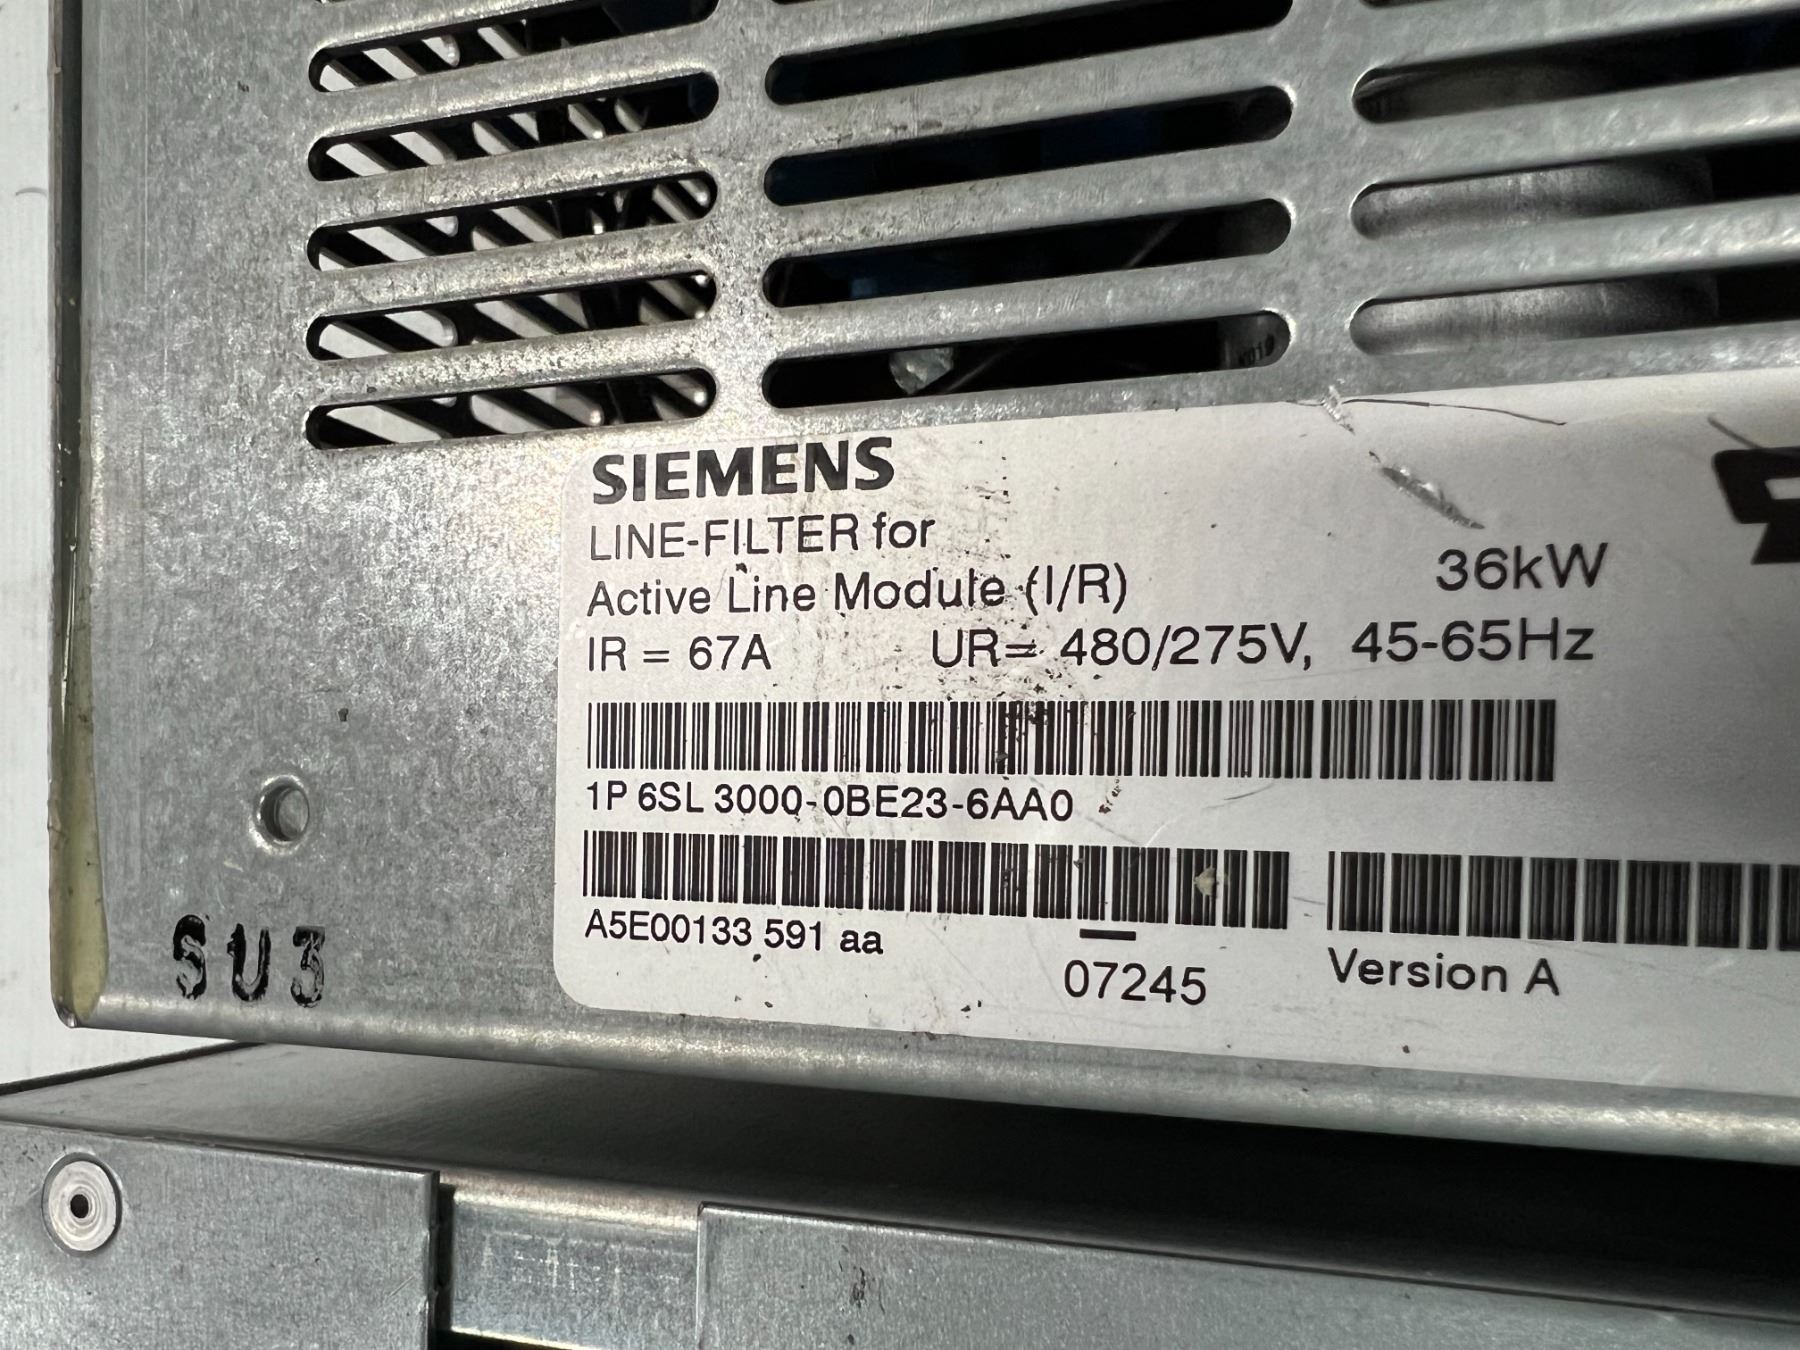 SIEMENS
LINE-FILTER for
Active Line Module (I/R) 36kW
IR = 67A UR= 480/275V, 45-65Hz
1P 6SL 3000-0BE23-6AA0
A5E00133 591 aa
07245
Version A
SU3